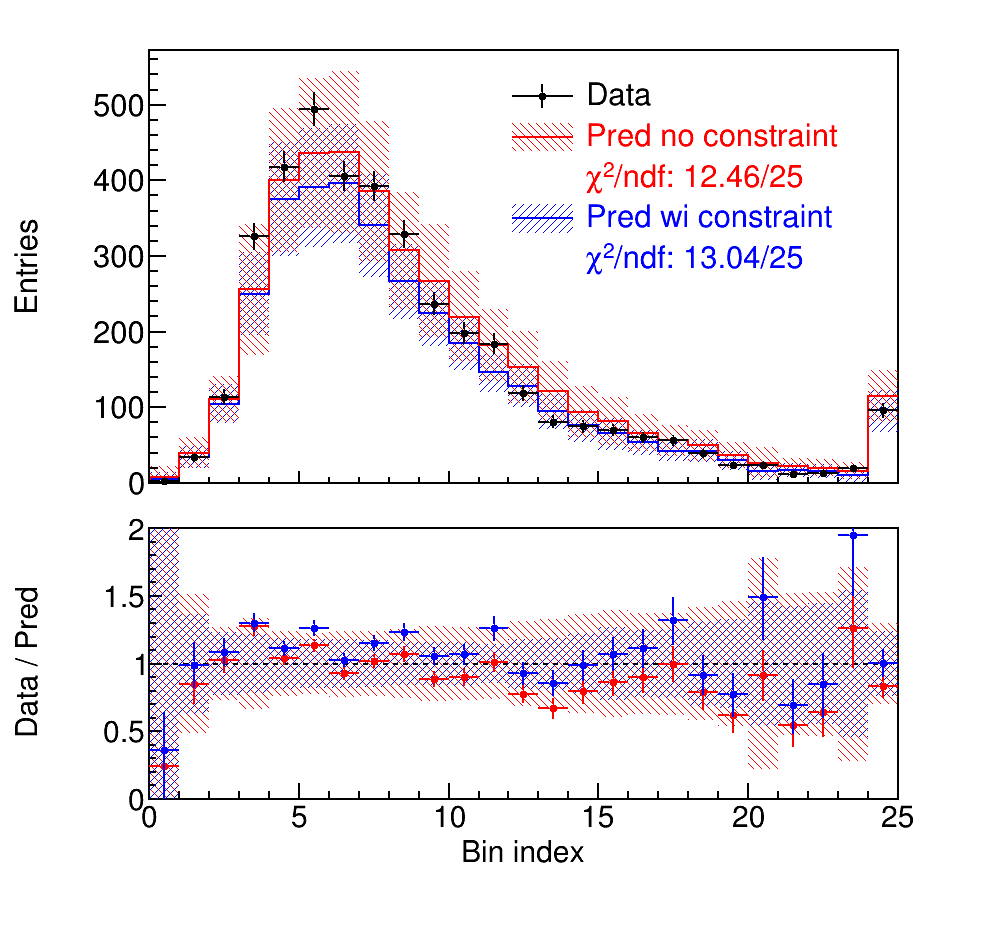 Entries
500
400
300
200
100
0
Data
Pred no constraint
χ²/ndf: 12.46/25
Pred wi constraint
χ²/ndf: 13.04/25
Data / Pred
2
1.5
1
0.5
0
0 5 10 15 20 25
Bin index